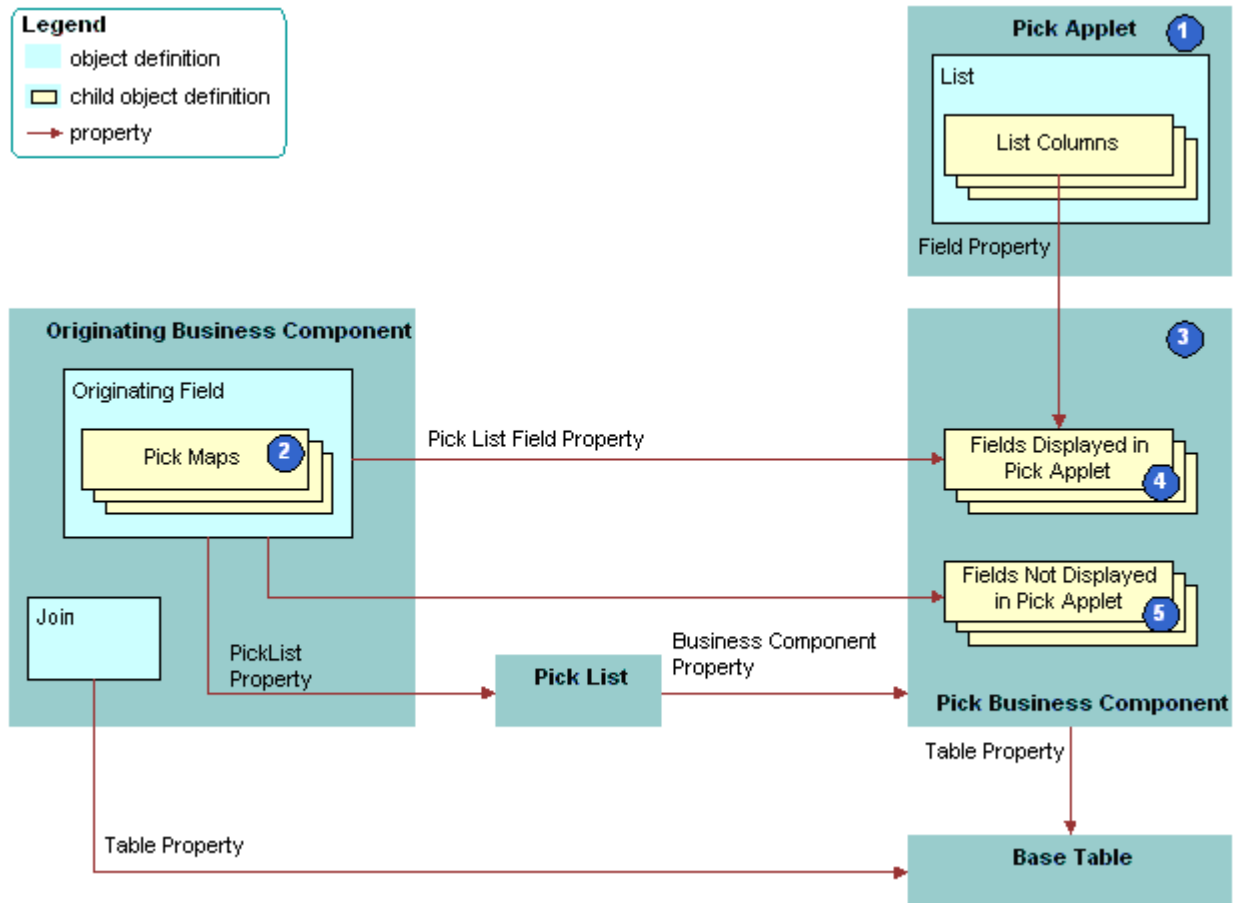 Legend
object definition
child object definition
property
Pick Applet
1
List
List Columns
Field Property
Originating Business Component
Originating Field
Pick Maps
2
Pick List Field Property
3
Fields Displayed in
Pick Applet
4
Fields Not Displayed
in Pick Applet
5
Join
PickList
Property
Pick List
Business Component
Property
Pick Business Component
Table Property
Table Property
Base Table